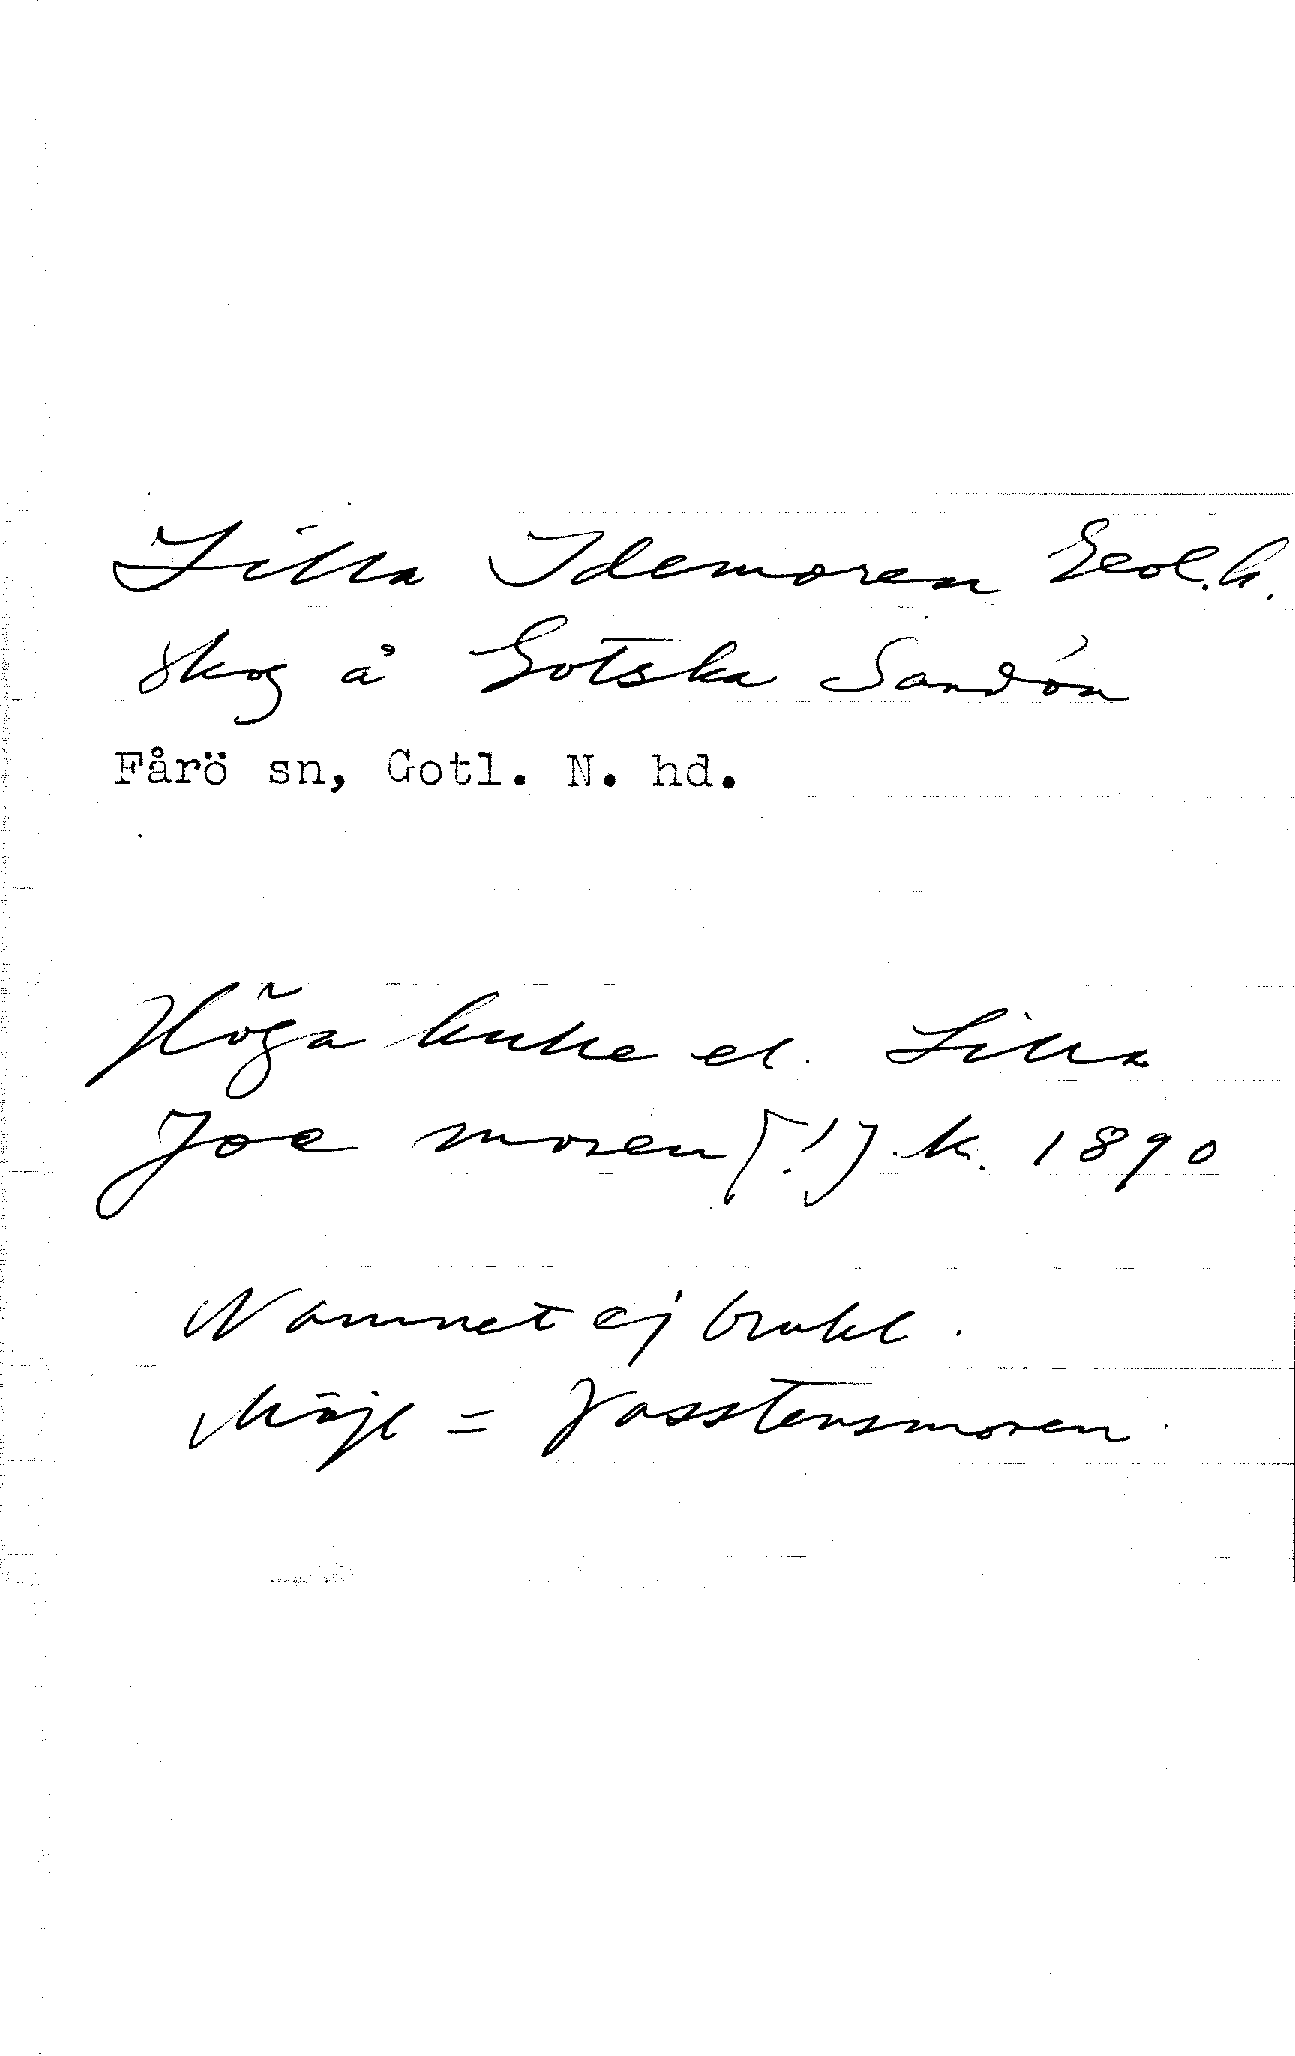 Lilla Idemoren Geol.k.
skog å Gotska Sandön
Fårö sn, Gotl. N. hd.
Höga kulle el. Lilla
Joe moren [!] k. 1890
Namnet ej brukl.
Möjl = Vasstensmoren.